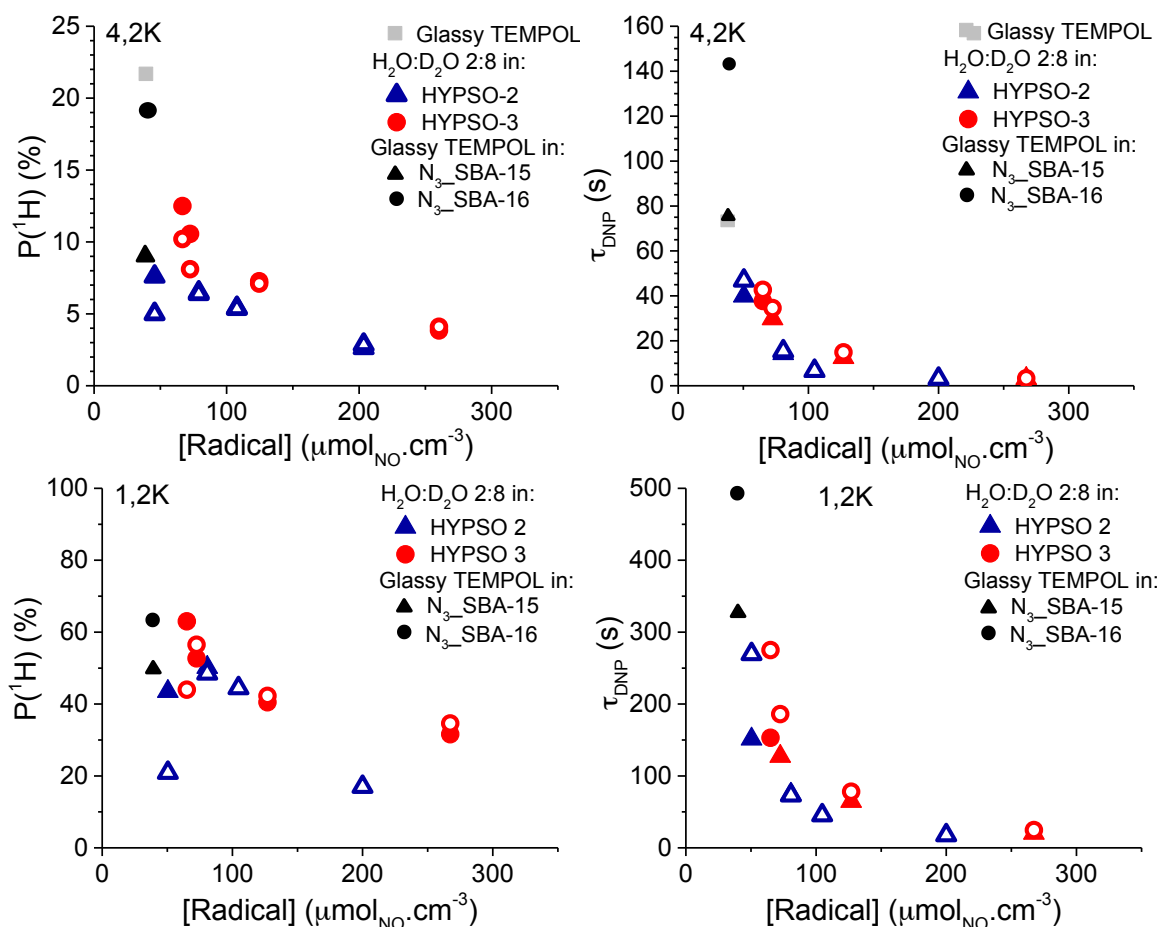 4,2K
Glassy TEMPOL
H₂O:D₂O 2:8 in:
HYPSO-2
HYPSO-3
Glassy TEMPOL in:
N₃_SBA-15
N₃_SBA-16
P(¹H) (%)
25
20
15
10
5
0
0 100 200 300
[Radical] (μmol_NO.cm⁻³)
4,2K
Glassy TEMPOL
H₂O:D₂O 2:8 in:
HYPSO-2
HYPSO-3
Glassy TEMPOL in:
N₃_SBA-15
N₃_SBA-16
τ_DNP (s)
160
140
120
100
80
60
40
20
0
0 100 200 300
[Radical] (μmol_NO.cm⁻³)
1,2K
H₂O:D₂O 2:8 in:
HYPSO 2
HYPSO 3
Glassy TEMPOL in:
N₃_SBA-15
N₃_SBA-16
P(¹H) (%)
100
80
60
40
20
0
0 100 200 300
[Radical] (μmol_NO.cm⁻³)
1,2K
H₂O:D₂O 2:8 in:
HYPSO 2
HYPSO 3
Glassy TEMPOL in:
N₃_SBA-15
N₃_SBA-16
τ_DNP (s)
500
400
300
200
100
0
0 100 200 300
[Radical] (μmol_NO.cm⁻³)